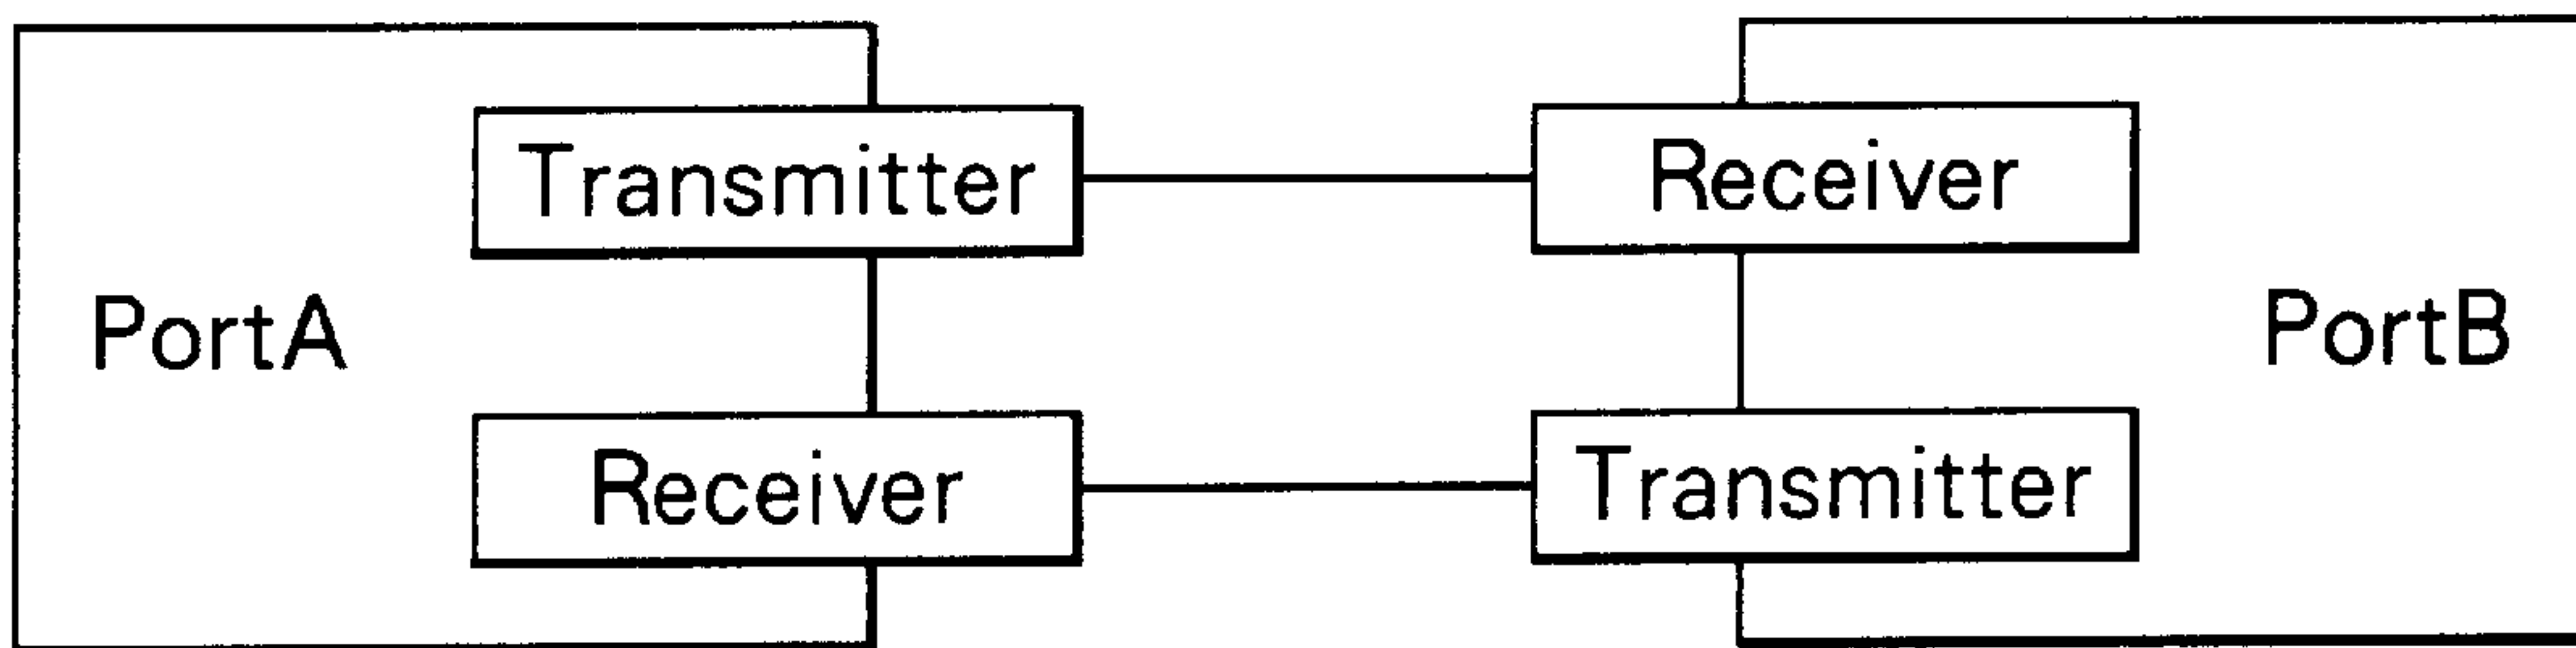 Transmitter
Receiver
PortA
PortB
Receiver
Transmitter